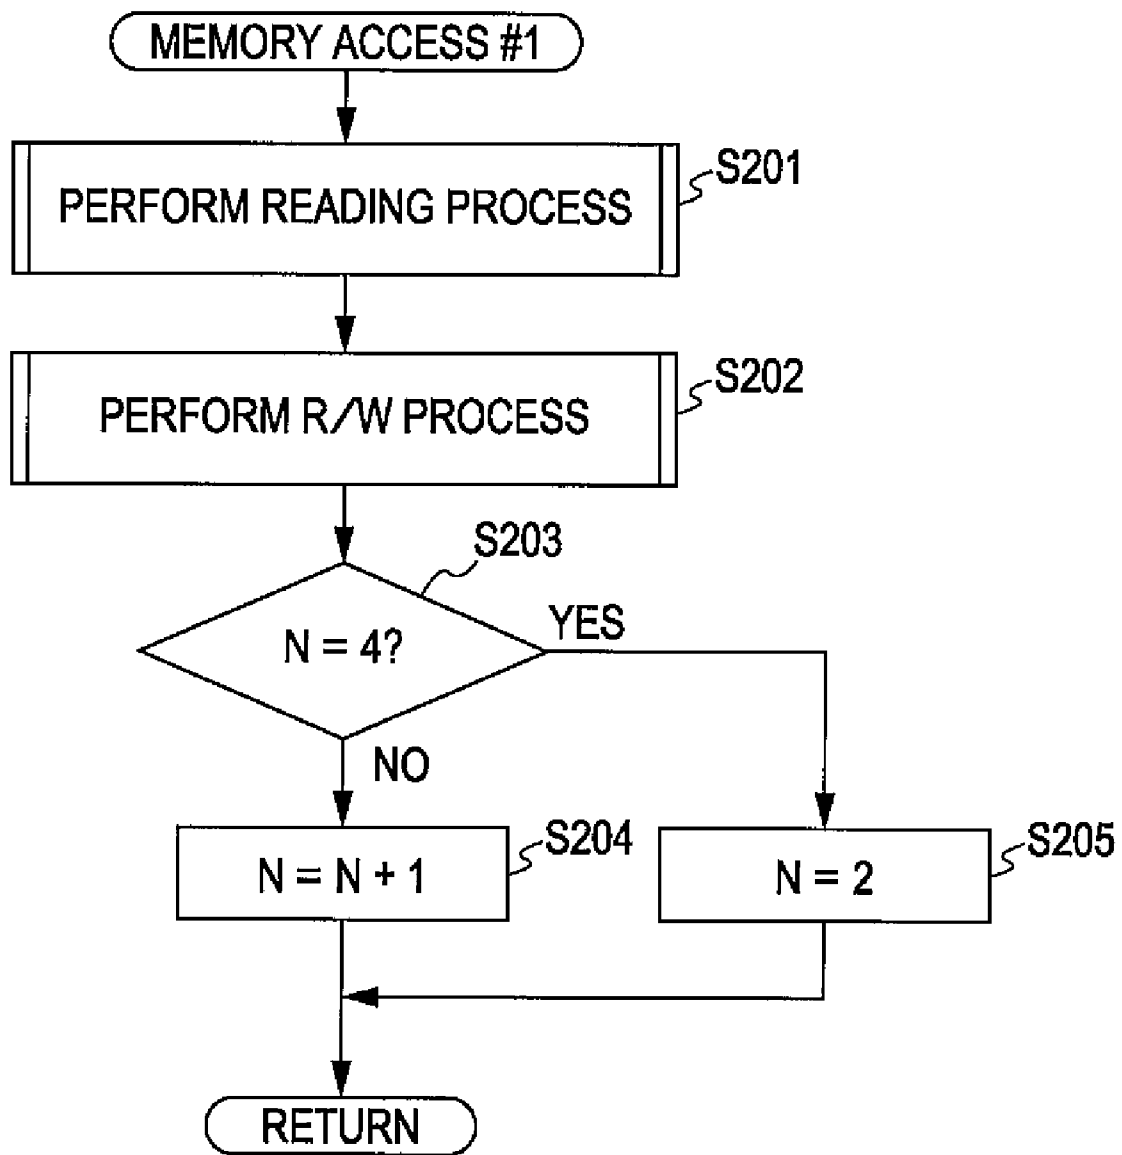 MEMORY ACCESS #1
S201
PERFORM READING PROCESS
S202
PERFORM R/W PROCESS
S203
N = 4?
YES
NO
S204
N = N + 1
S205
N = 2
RETURN